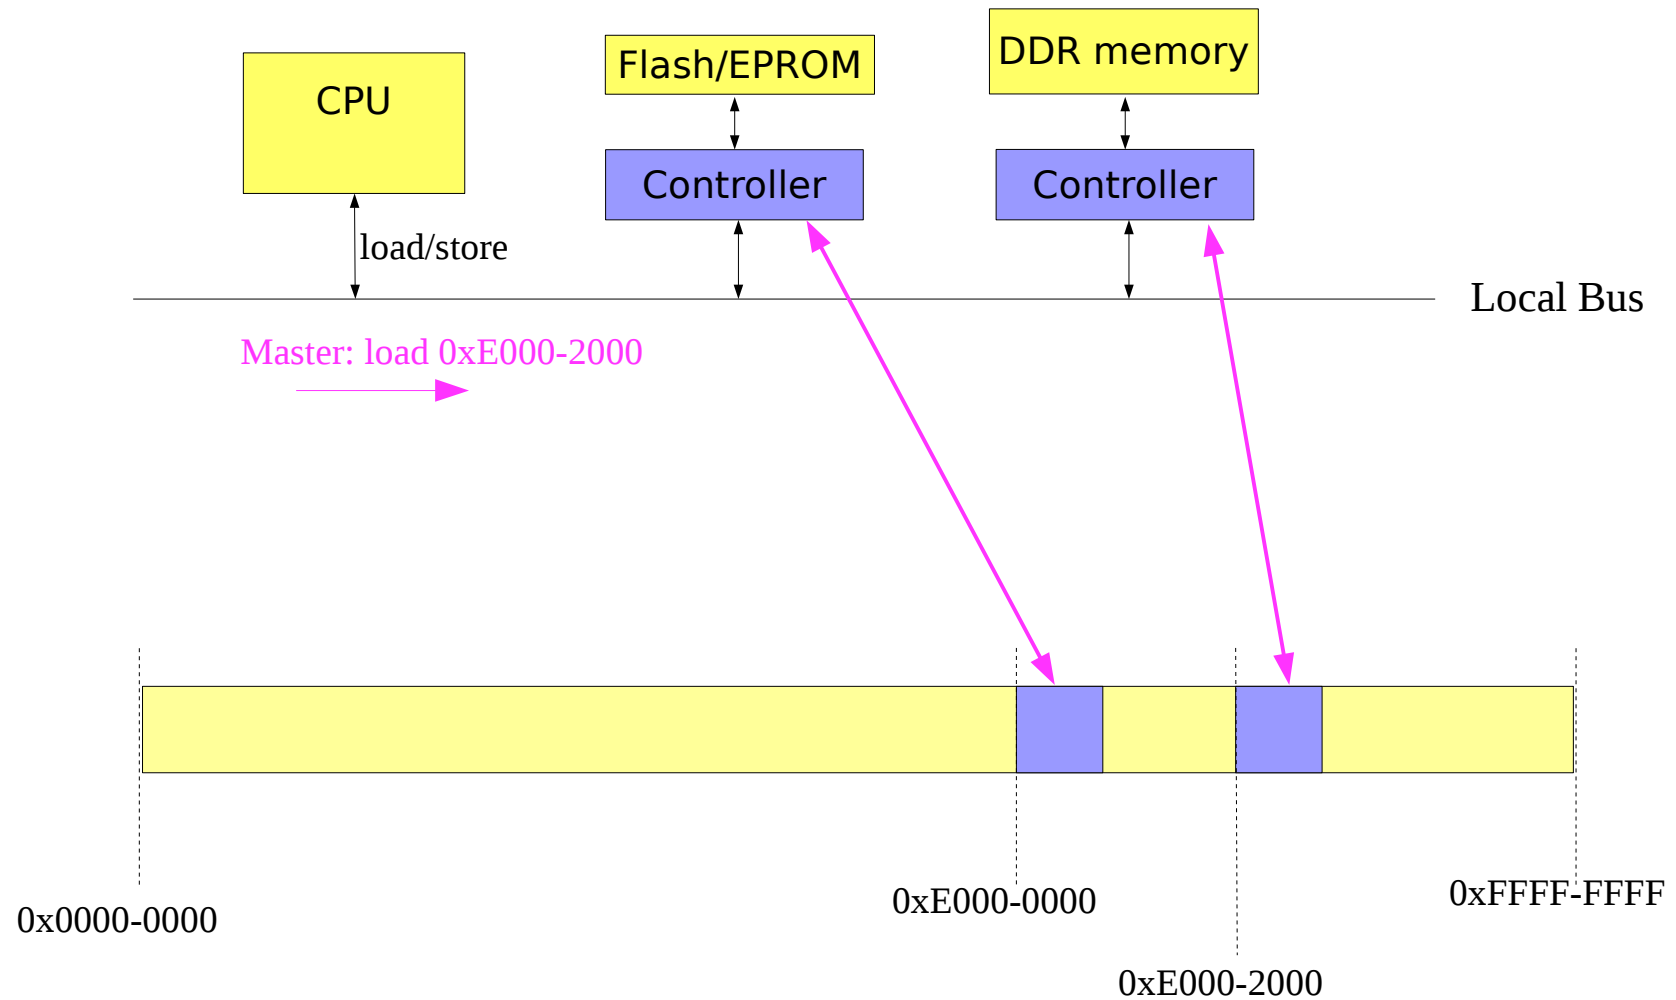 CPU
Flash/EPROM
DDR memory
Controller
Controller
load/store
Local Bus
Master: load 0xE000-2000
0x0000-0000
0xE000-0000
0xFFFF-FFFF
0xE000-2000